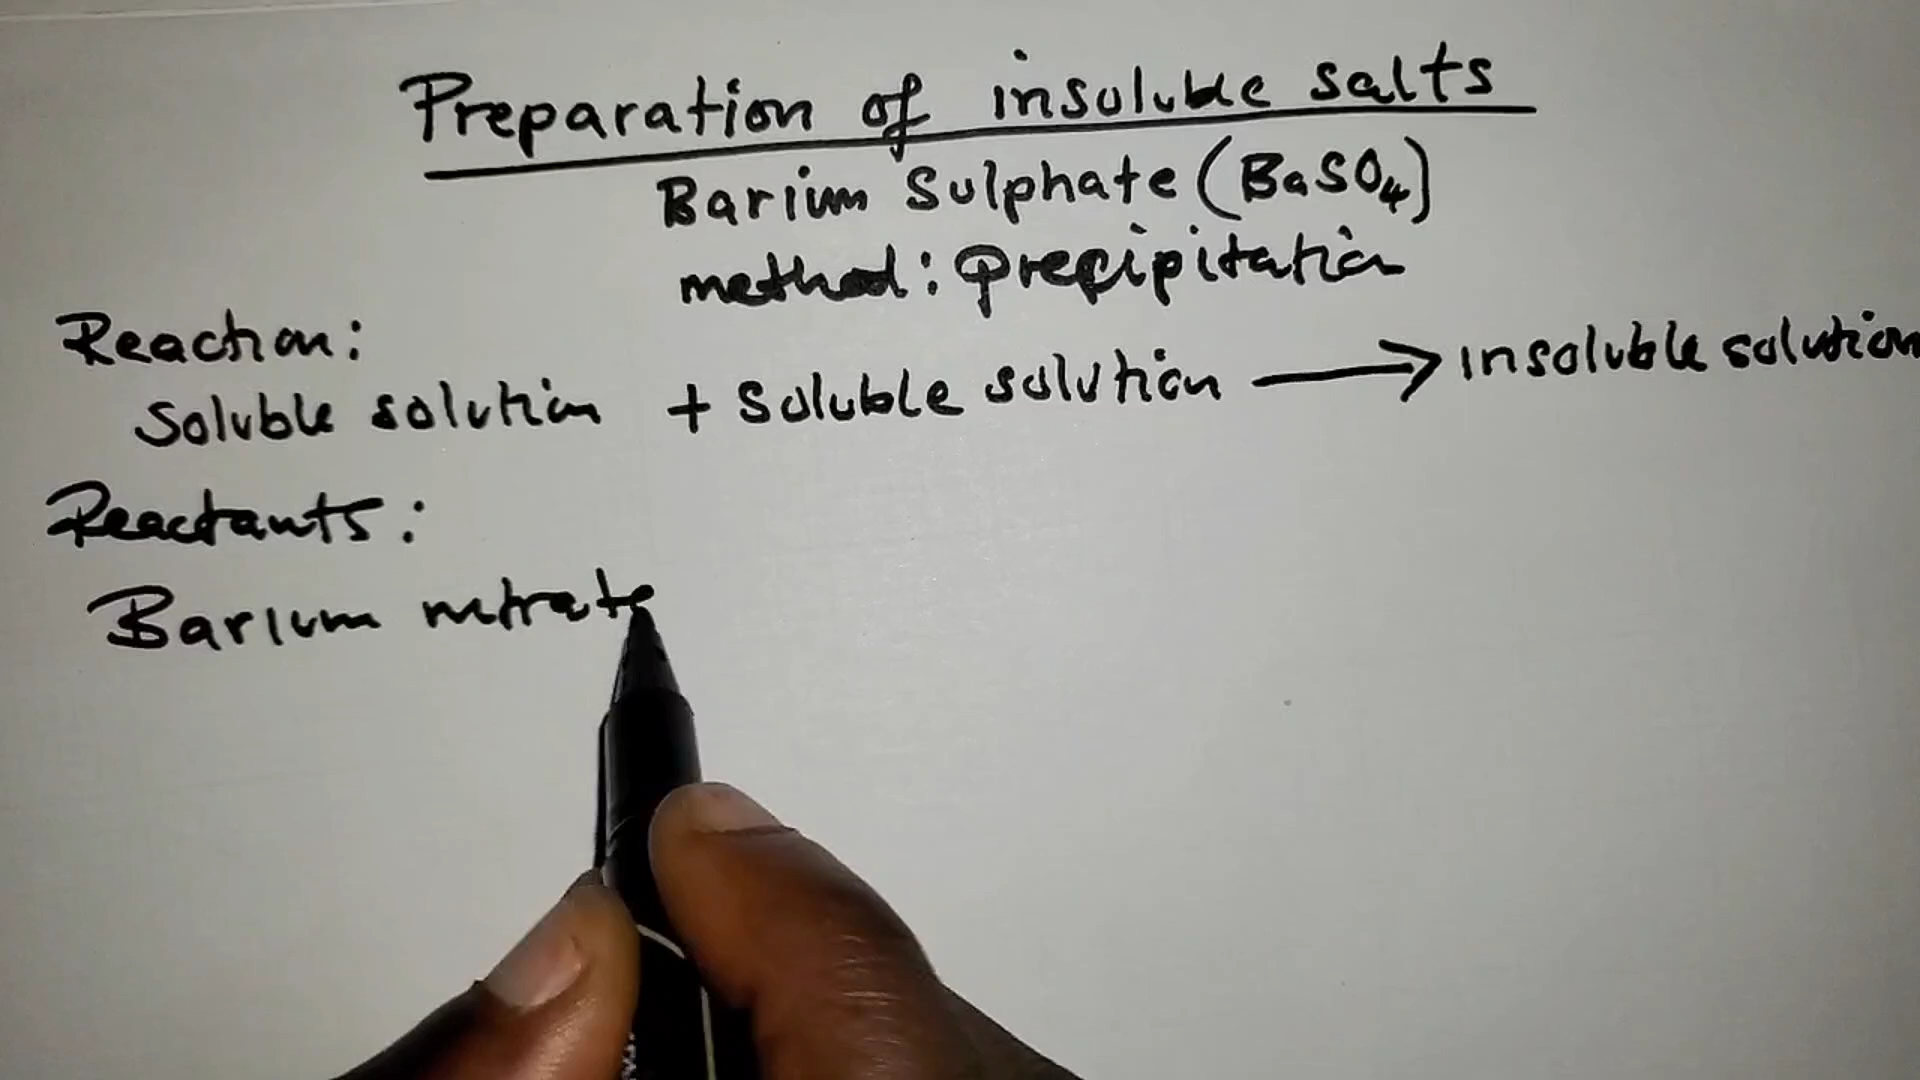 Preparation of insoluble salts
Barium Sulphate (BaSO4)
method: precipitation
Reaction:
Soluble solution + Soluble solution → insoluble solution
Reactants:
Barium nitrate